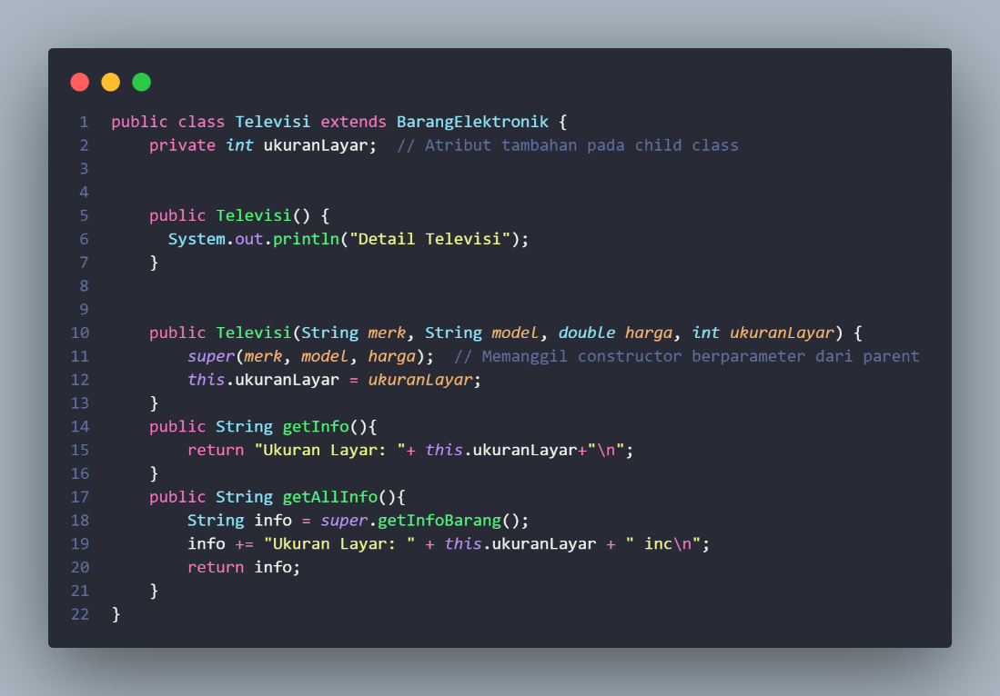 1 public class Televisi extends BarangElektronik {
2     private int ukuranLayar;  // Atribut tambahan pada child class
3
4
5     public Televisi() {
6       System.out.println("Detail Televisi");
7     }
8
9
10     public Televisi(String merk, String model, double harga, int ukuranLayar) {
11         super(merk, model, harga);  // Memanggil constructor berparameter dari parent
12         this.ukuranLayar = ukuranLayar;
13     }
14     public String getInfo(){
15         return "Ukuran Layar: "+ this.ukuranLayar+"\n";
16     }
17     public String getAllInfo(){
18         String info = super.getInfoBarang();
19         info += "Ukuran Layar: " + this.ukuranLayar + " inc\n";
20         return info;
21     }
22 }